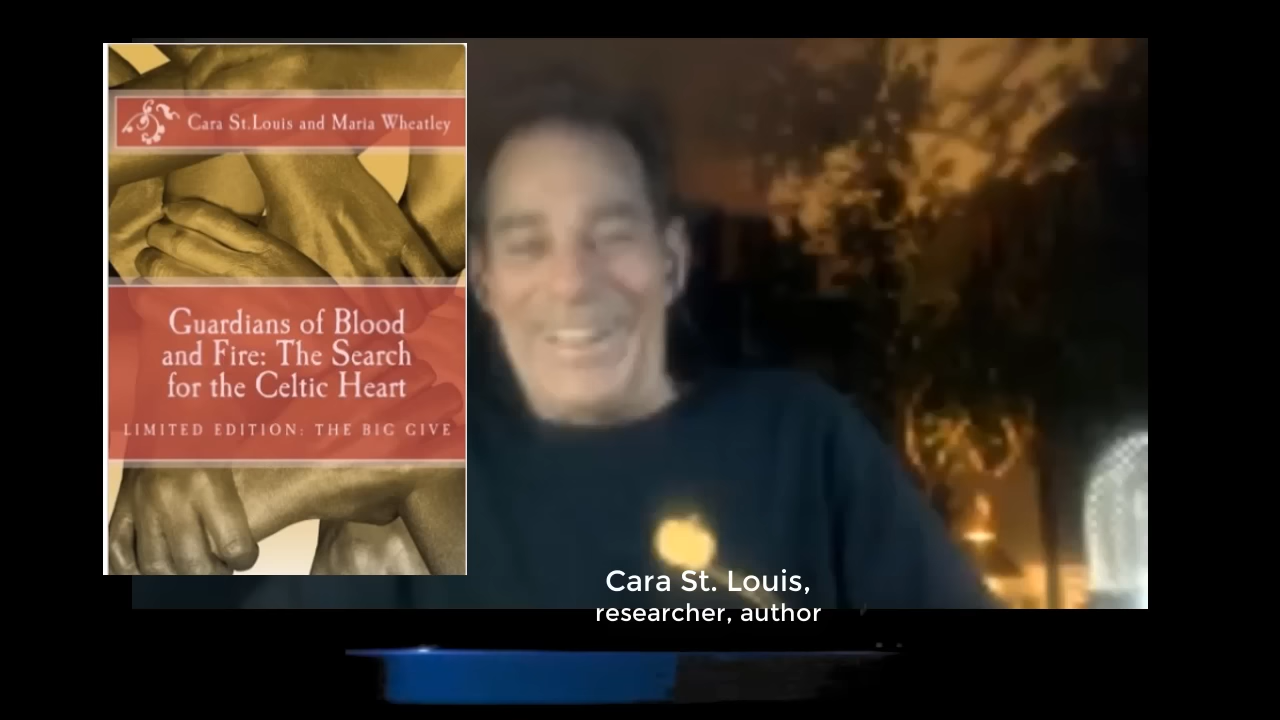 Cara St.Louis and Maria Wheatley
Guardians of Blood
and Fire: The Search
for the Celtic Heart
LIMITED EDITION: THE BIG GIVE
Cara St. Louis,
researcher, author